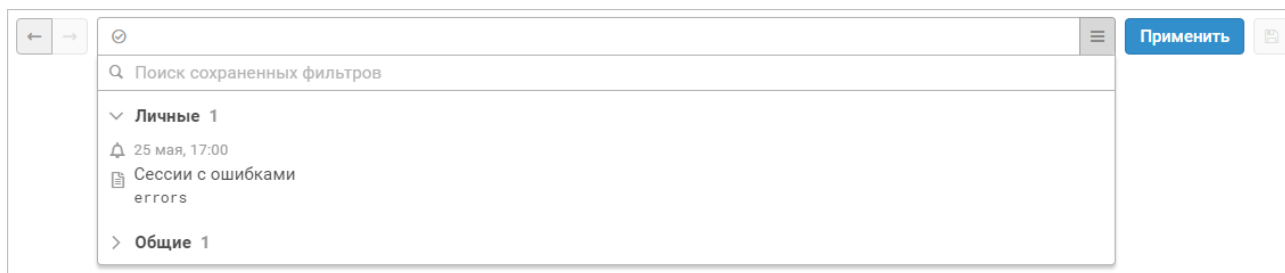 Применить
Поиск сохраненных фильтров
Личные 1
25 мая, 17:00
Сессии с ошибками
errors
Общие 1